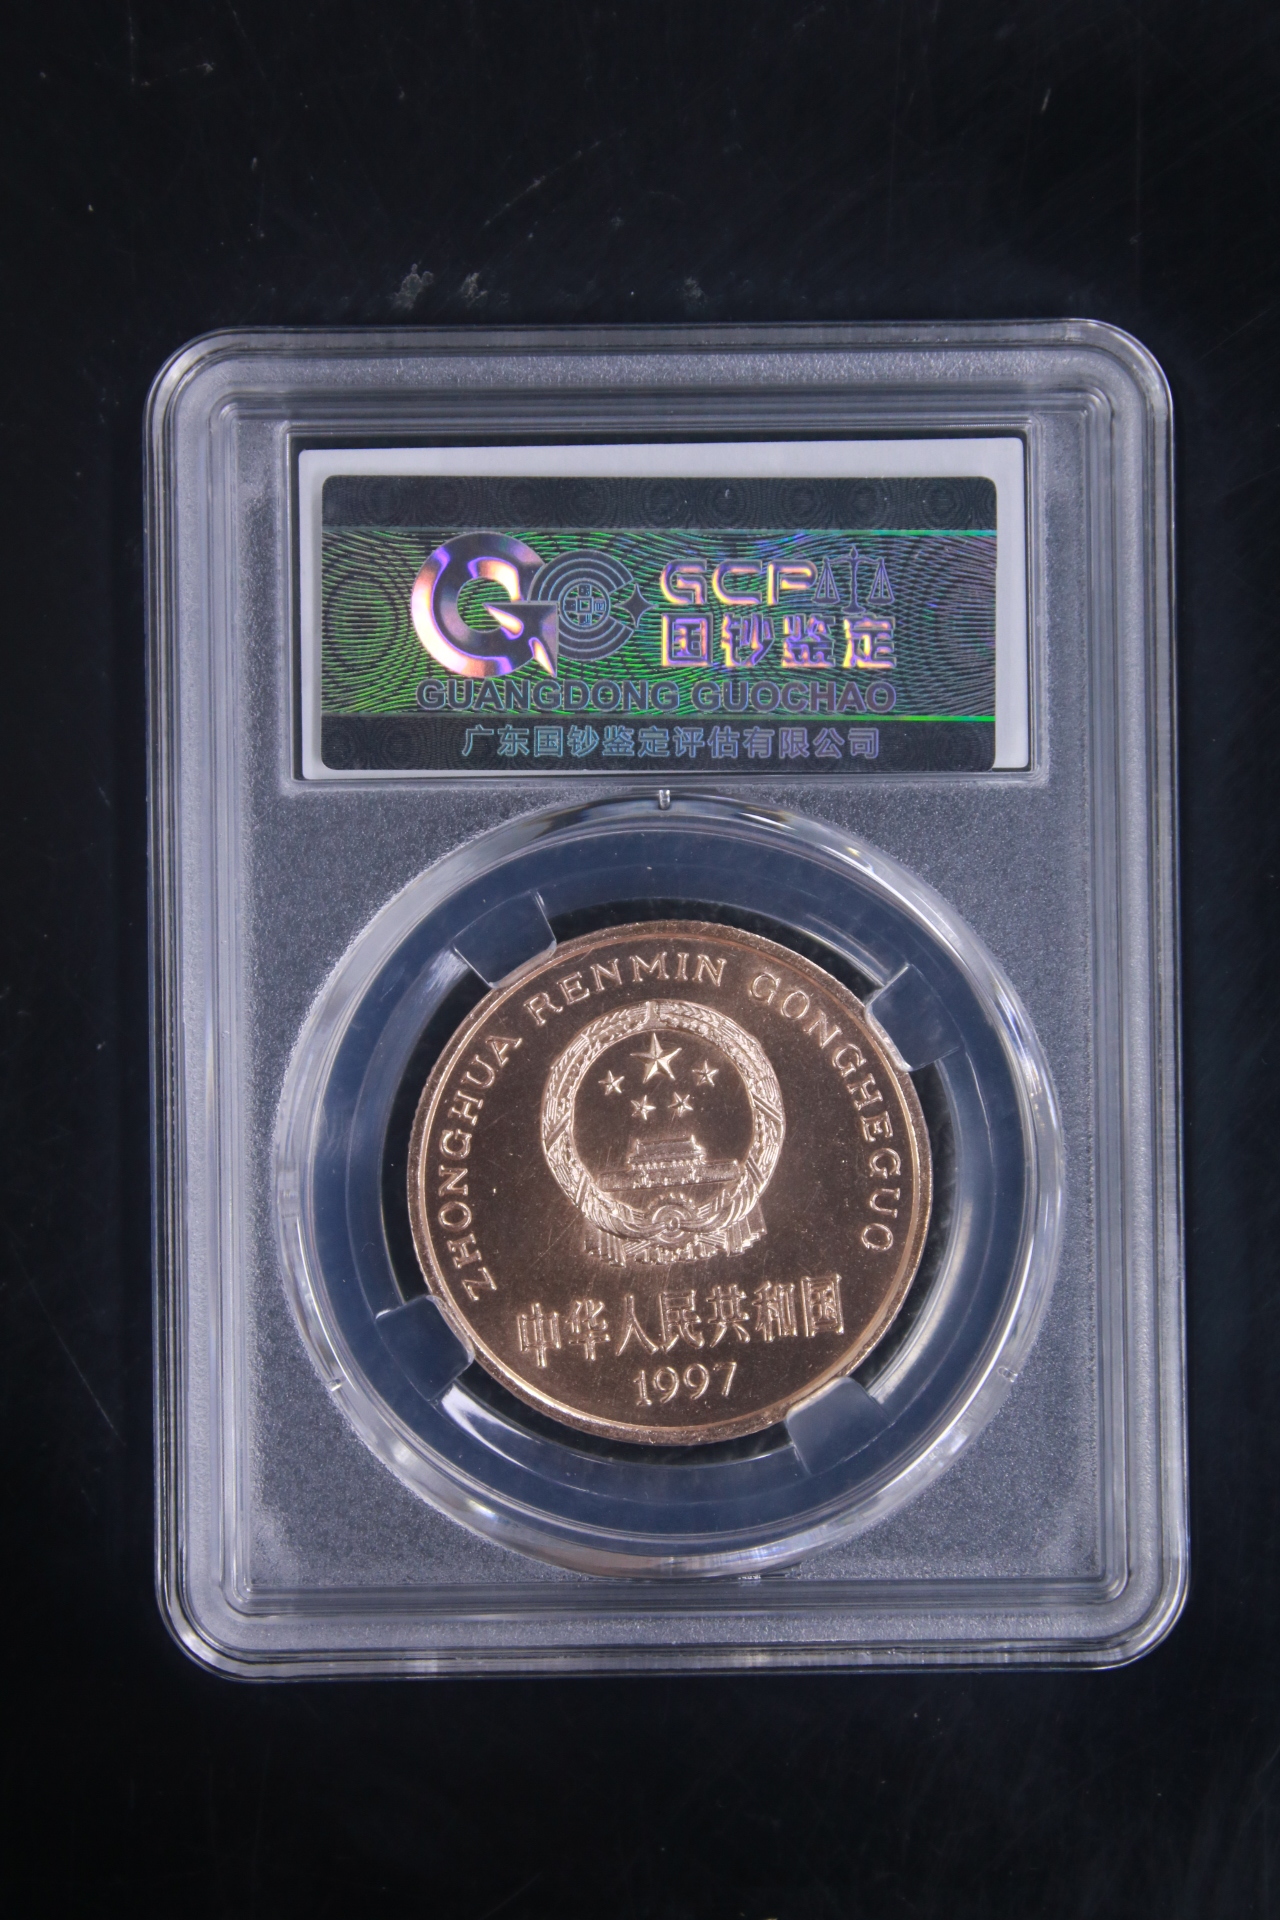 GCP
国钞鉴定
GUANGDONG GUOCHAO
广东国钞鉴定评估有限公司
ZHONGHUA RENMIN GONGHEGUO
中华人民共和国
1997